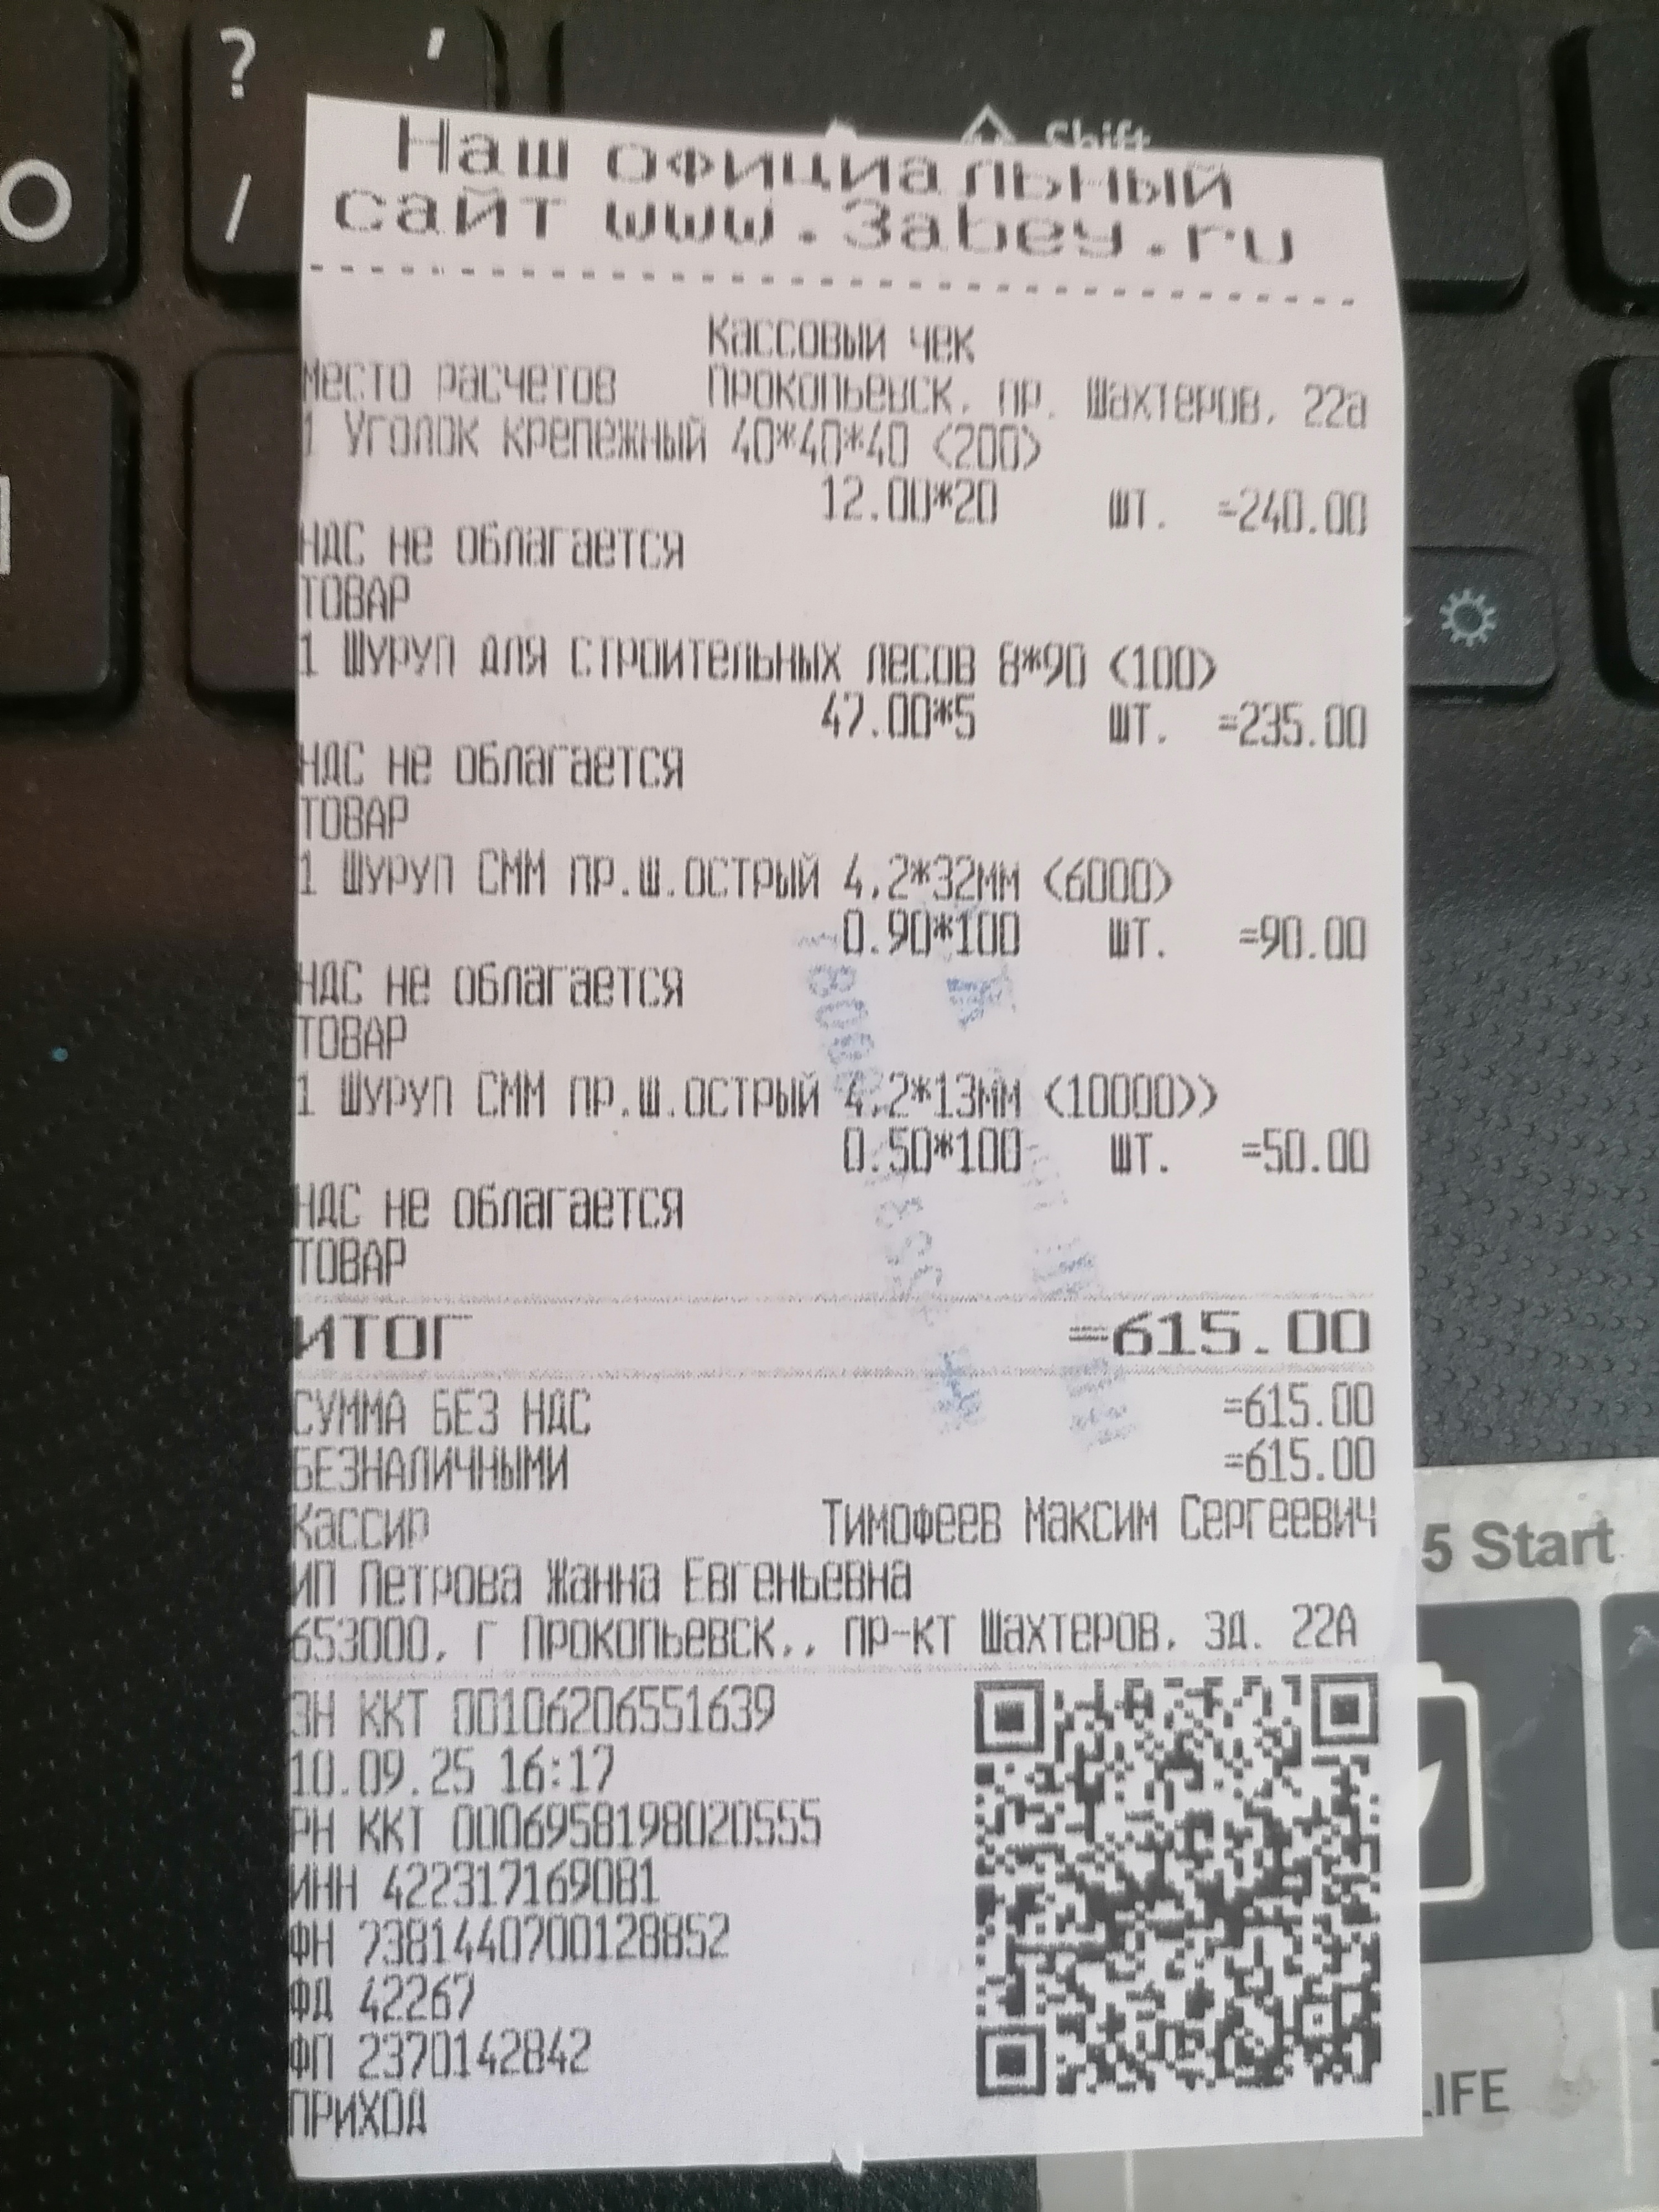 ? '
/
O
Shift
Наш официальный
сайт www.3abey.ru
Кассовый чек
Место расчетов Прокопьевск, пр. Шахтеров, 22а
1 Уголок крепежный 40*40*40 <200>
12.00*20 шт. =240.00
НДС не облагается
ТОВАР
1 Шуруп для строительных лесов 8*90 <100>
47.00*5 шт. =235.00
НДС не облагается
ТОВАР
1 Шуруп СММ пр.ш.острый 4,2*32мм <6000>
0.90*100 шт. =90.00
НДС не облагается
ТОВАР
1 Шуруп СММ пр.ш.острый 4,2*13мм <10000>>
0.50*100 шт. =50.00
НДС не облагается
ТОВАР
ИТОГ =615.00
СУММА БЕЗ НДС =615.00
БЕЗНАЛИЧНЫМИ =615.00
Кассир Тимофеев Максим Сергеевич
ИП Петрова Жанна Евгеньевна
653000, г Прокопьевск,, пр-кт Шахтеров, зд. 22А
ЗН ККТ 00106206551639
10.09.25 16:17
РН ККТ 0006958198020555
ИНН 422317169081
ФН 7381440700128852
ФД 42267
ФП 2370142842
ПРИХОД
5 Start
LIFE